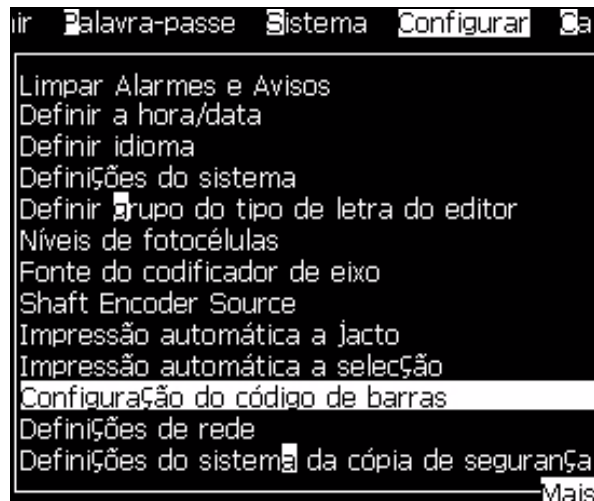 ir Palavra-passe Sistema Configurar Ca
Limpar Alarmes e Avisos
Definir a hora/data
Definir idioma
Definições do sistema
Definir grupo do tipo de letra do editor
Níveis de fotocélulas
Fonte do codificador de eixo
Shaft Encoder Source
Impressão automática a jacto
Impressão automática a selecção
Configuração do código de barras
Definições de rede
Definições do sistema da cópia de segurança
Mais